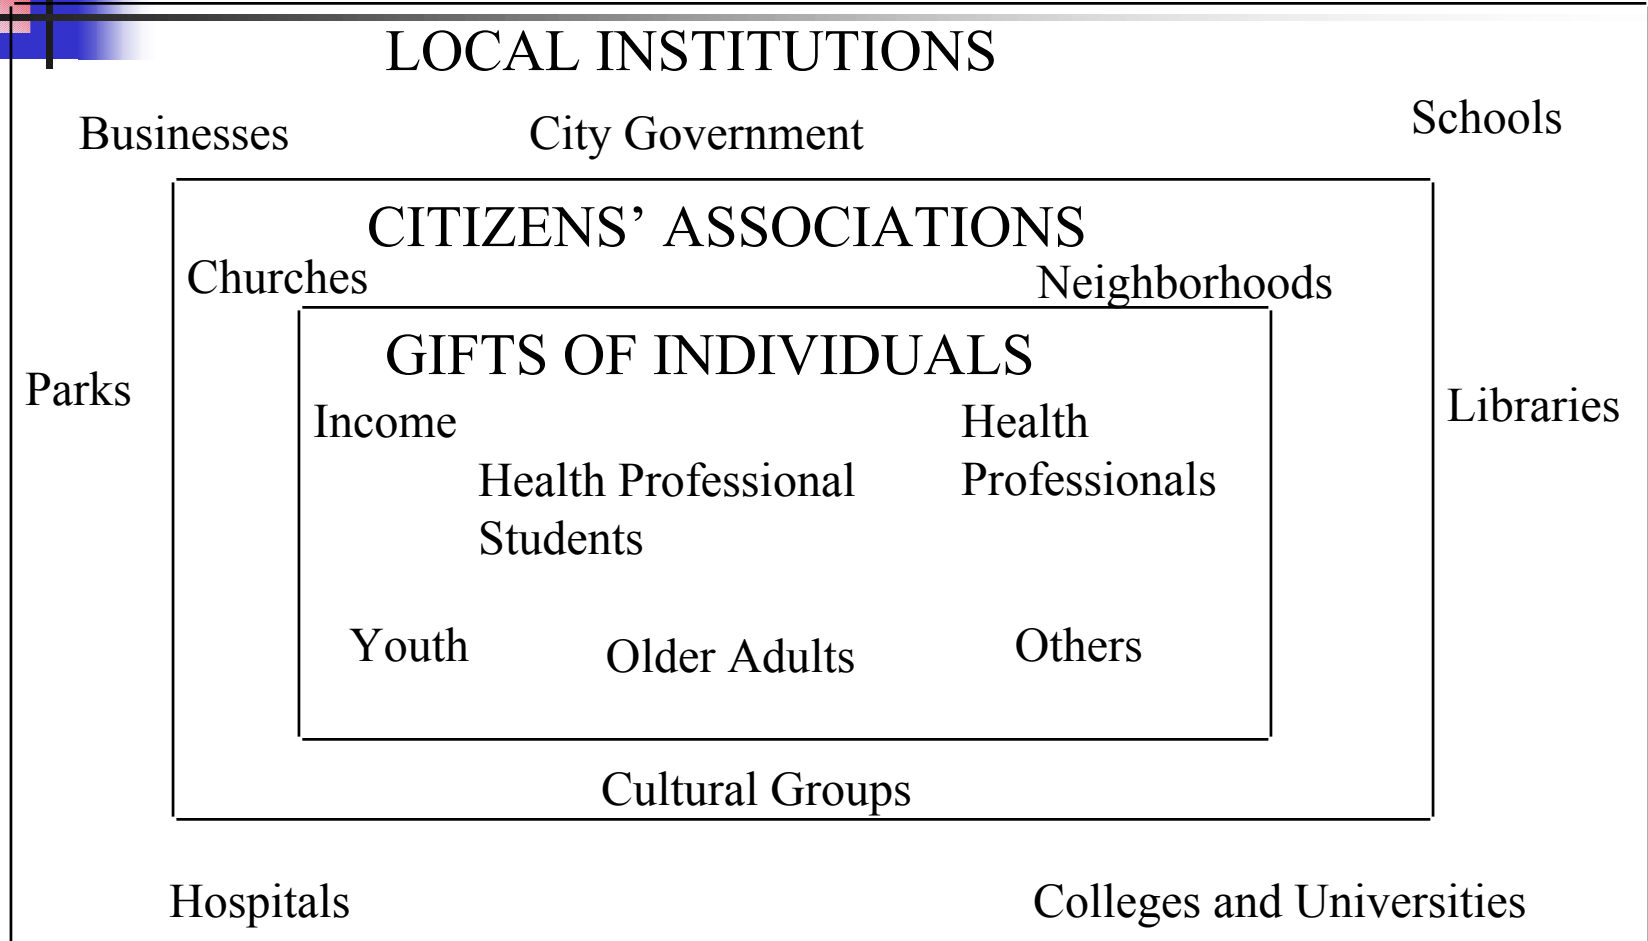 LOCAL INSTITUTIONS
Businesses
City Government
Schools
CITIZENS’ ASSOCIATIONS
Churches
Neighborhoods
GIFTS OF INDIVIDUALS
Parks
Libraries
Income
Health
Professionals
Health Professional
Students
Youth
Older Adults
Others
Cultural Groups
Hospitals
Colleges and Universities